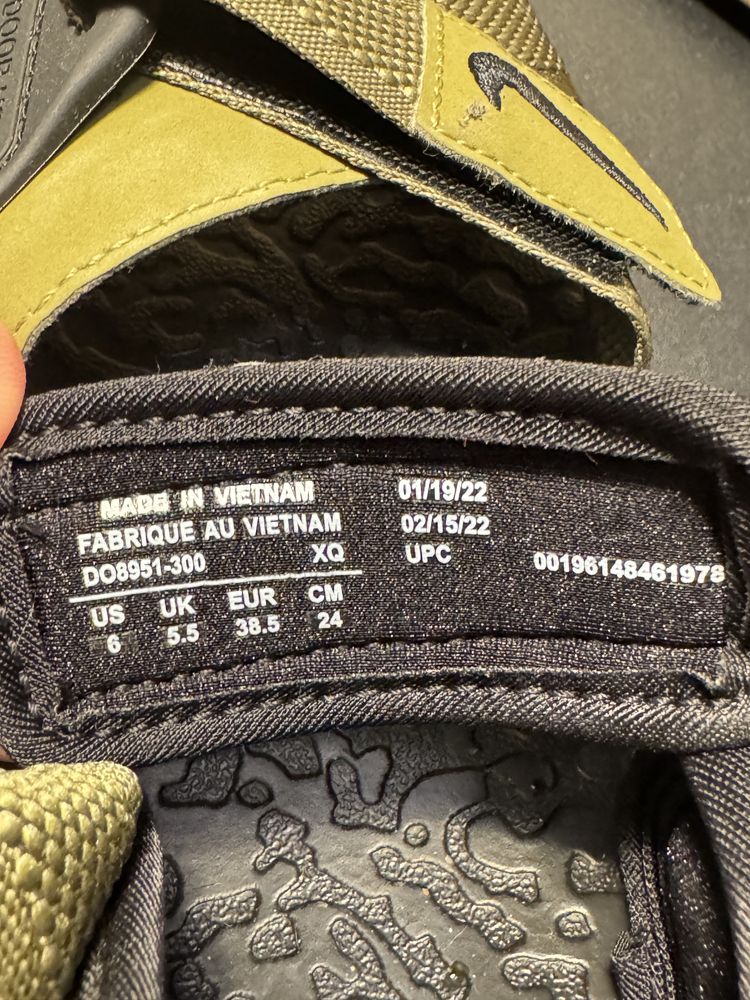 MADE IN VIETNAM
FABRIQUE AU VIETNAM
DO8951-300 XQ
US UK EUR CM
6 5.5 38.5 24
01/19/22
02/15/22
UPC 00196148461978